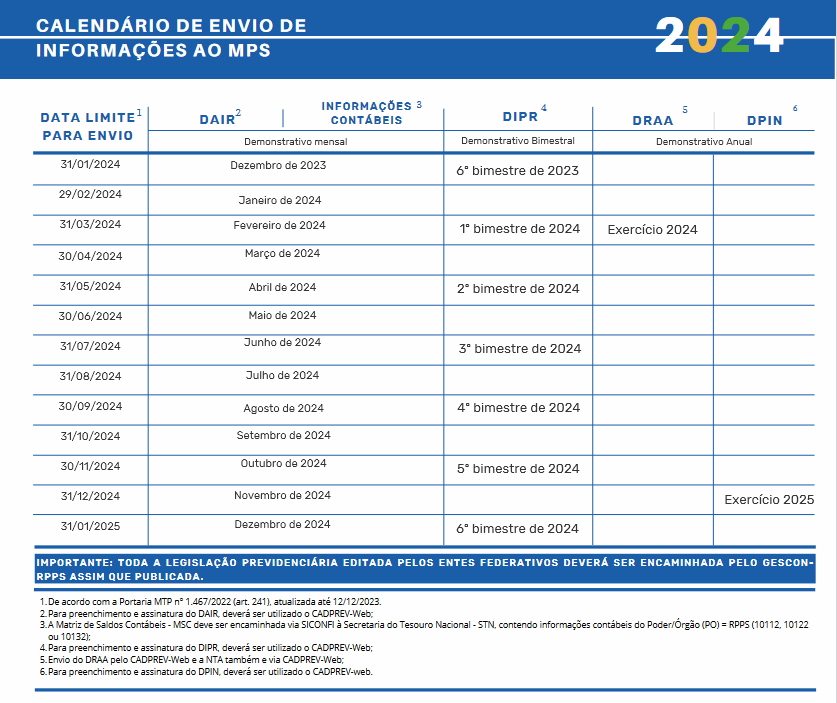 CALENDÁRIO DE ENVIO DE
INFORMAÇÕES AO MPS
2024
DATA LIMITE 1
PARA ENVIO
DAIR 2
INFORMAÇÕES 3
CONTÁBEIS
DIPR 4
DRAA 5
DPIN 6
Demonstrativo mensal
Demonstrativo Bimestral
Demonstrativo Anual
31/01/2024 Dezembro de 2023 6° bimestre de 2023
29/02/2024 Janeiro de 2024
31/03/2024 Fevereiro de 2024 1° bimestre de 2024 Exercício 2024
30/04/2024 Março de 2024
31/05/2024 Abril de 2024 2° bimestre de 2024
30/06/2024 Maio de 2024
31/07/2024 Junho de 2024 3° bimestre de 2024
31/08/2024 Julho de 2024
30/09/2024 Agosto de 2024 4° bimestre de 2024
31/10/2024 Setembro de 2024
30/11/2024 Outubro de 2024 5° bimestre de 2024
31/12/2024 Novembro de 2024 Exercício 2025
31/01/2025 Dezembro de 2024 6° bimestre de 2024
IMPORTANTE: TODA A LEGISLAÇÃO PREVIDENCIÁRIA EDITADA PELOS ENTES FEDERATIVOS DEVERÁ SER ENCAMINHADA PELO GESCON-
RPPS ASSIM QUE PUBLICADA.
1. De acordo com a Portaria MTP n° 1.467/2022 (art. 241), atualizada até 12/12/2023.
2. Para preenchimento e assinatura do DAIR, deverá ser utilizado o CADPREV-Web;
3. A Matriz de Saldos Contábeis - MSC deve ser encaminhada via SICONFI à Secretaria do Tesouro Nacional - STN, contendo informações contábeis do Poder/Órgão (PO) = RPPS (10112, 10122
ou 10132);
4. Para preenchimento e assinatura do DIPR, deverá ser utilizado o CADPREV-Web;
5. Envio do DRAA pelo CADPREV-Web e a NTA também e via CADPREV-Web;
6. Para preenchimento e assinatura do DPIN, deverá ser utilizado o CADPREV-web.